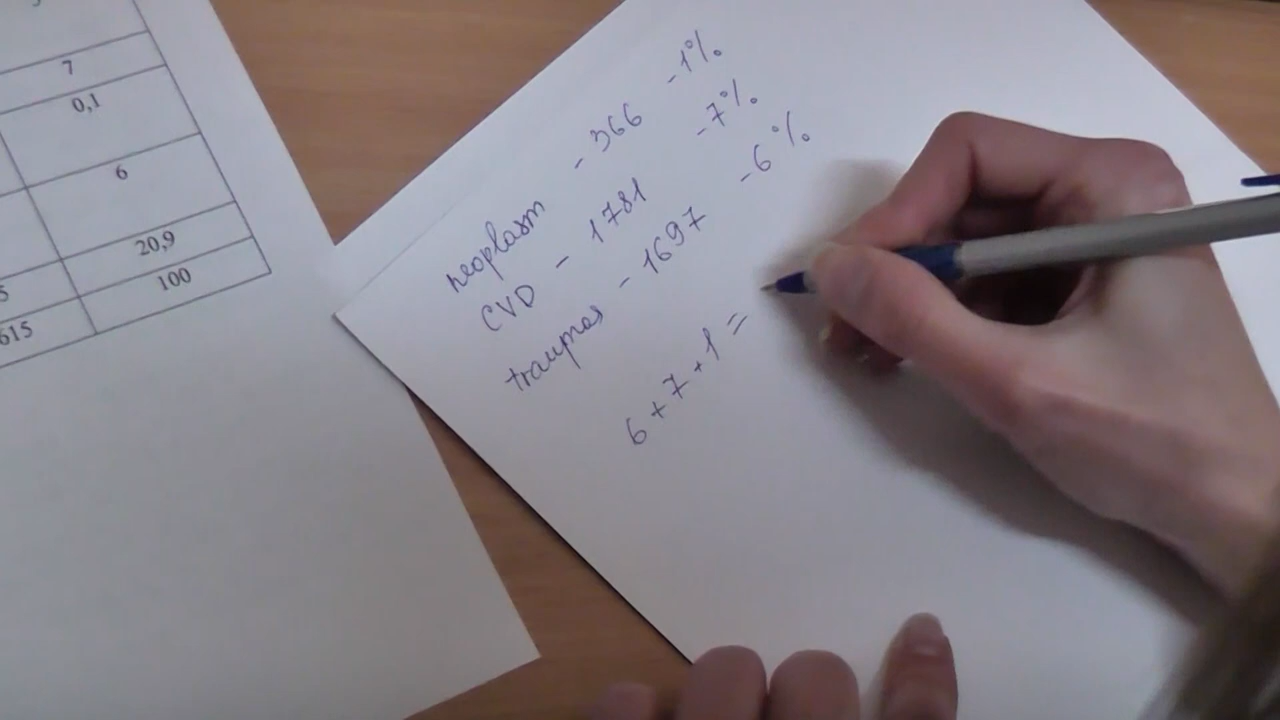 7
0,1
6
20,9
5 100
615
neoplasm - 366 - 1%
CVD - 1781 - 7%
traumas - 1697 - 6%
6 + 7 + 1 =